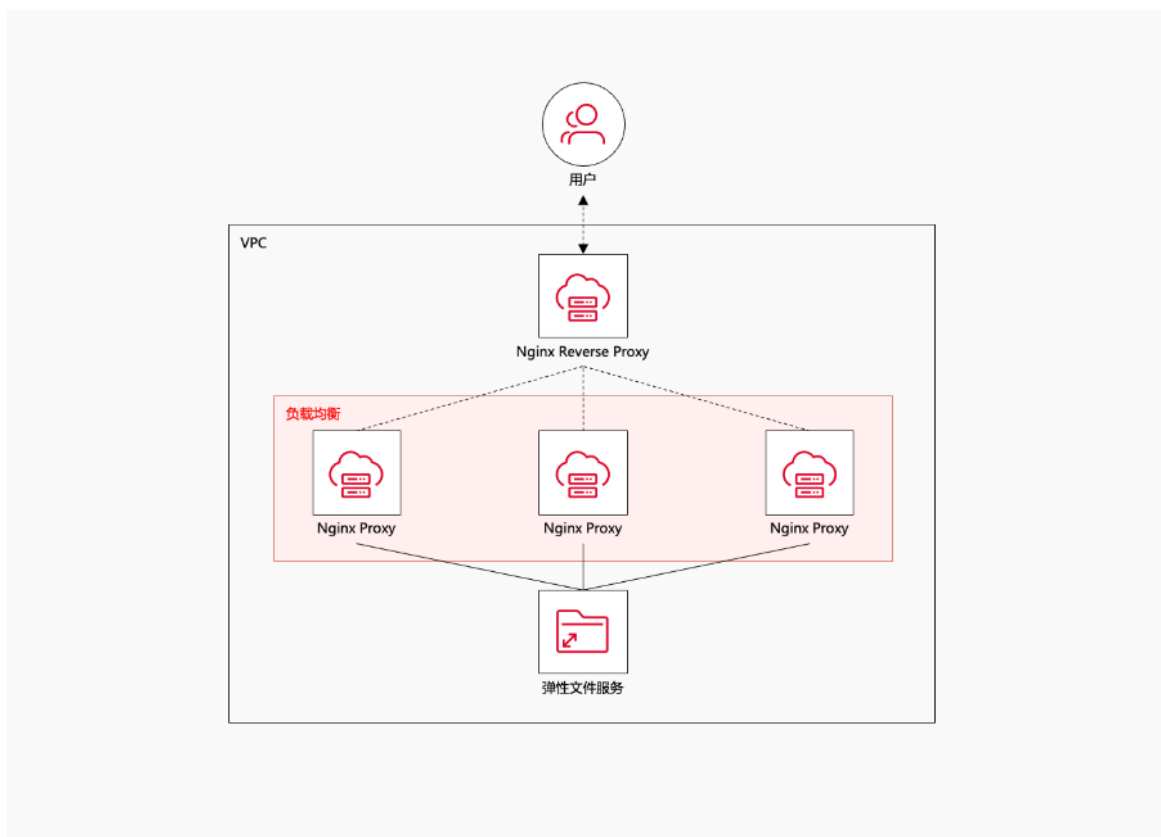 用户
VPC
Nginx Reverse Proxy
负载均衡
Nginx Proxy
Nginx Proxy
Nginx Proxy
弹性文件服务